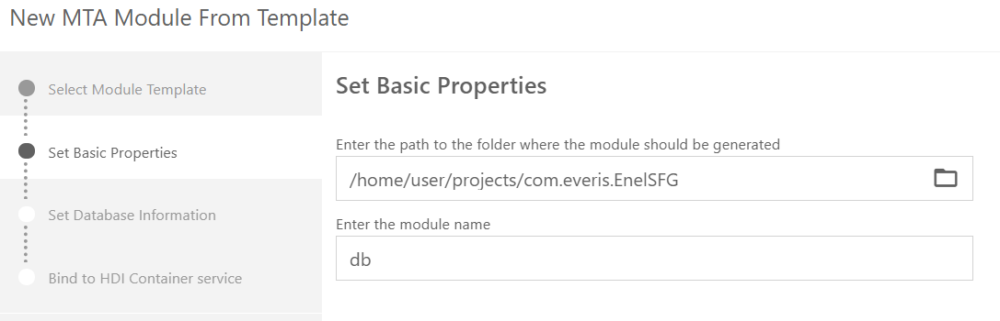 New MTA Module From Template
Select Module Template
Set Basic Properties
Set Database Information
Bind to HDI Container service
Set Basic Properties
Enter the path to the folder where the module should be generated
/home/user/projects/com.everis.EnelSFG
Enter the module name
db